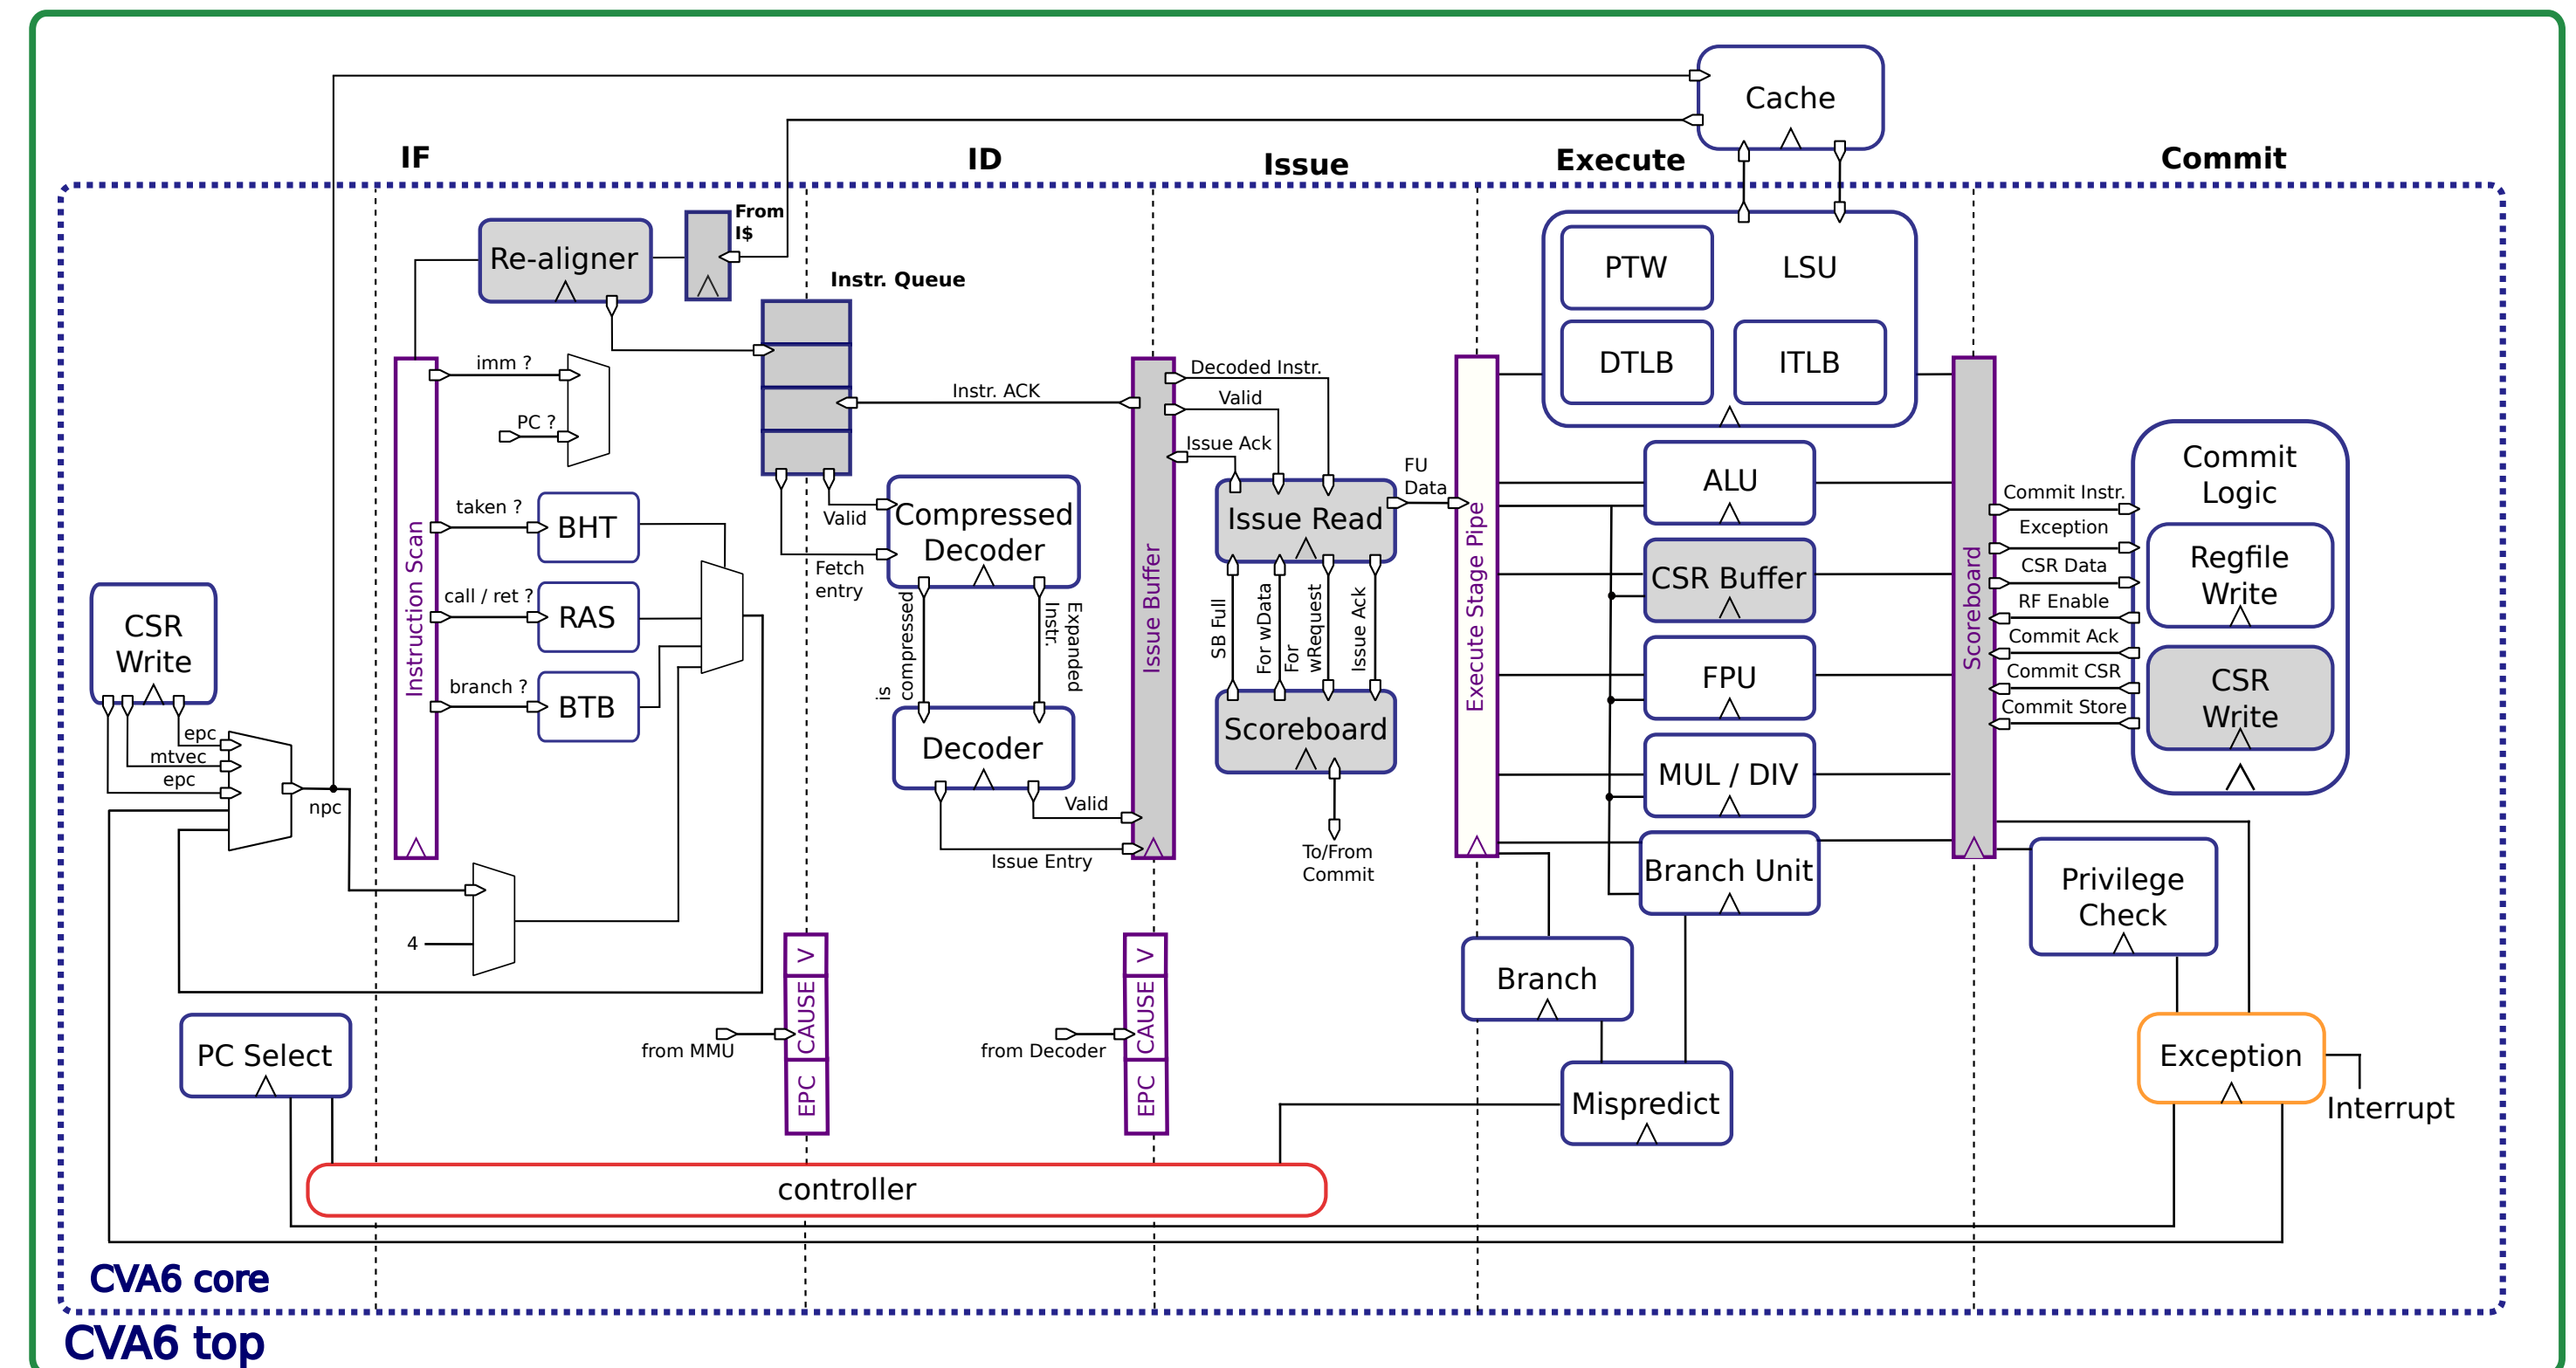 Cache
IF
ID
Issue
Execute
Commit
From
I$
Re-aligner
Instr. Queue
PTW
LSU
DTLB
ITLB
imm ?
PC ?
Instr. ACK
Decoded Instr.
Valid
Issue Ack
FU
Data
taken ?
BHT
call / ret ?
RAS
branch ?
BTB
Instruction Scan
Valid
Fetch
entry
Compressed
Decoder
is
compressed
Expanded
Instr.
Decoder
Valid
Issue Entry
Issue Buffer
Issue Read
SB Full
For wData
For
wRequest
Issue Ack
Scoreboard
To/From
Commit
Execute Stage Pipe
ALU
CSR Buffer
FPU
MUL / DIV
Branch Unit
Scoreboard
Commit Instr.
Exception
CSR Data
RF Enable
Commit Ack
Commit CSR
Commit Store
Commit
Logic
Regfile
Write
CSR
Write
CSR
Write
epc
mtvec
epc
npc
4
Privilege
Check
Branch
Mispredict
Exception
Interrupt
PC Select
from MMU
V
CAUSE
EPC
from Decoder
V
CAUSE
EPC
controller
CVA6 core
CVA6 top